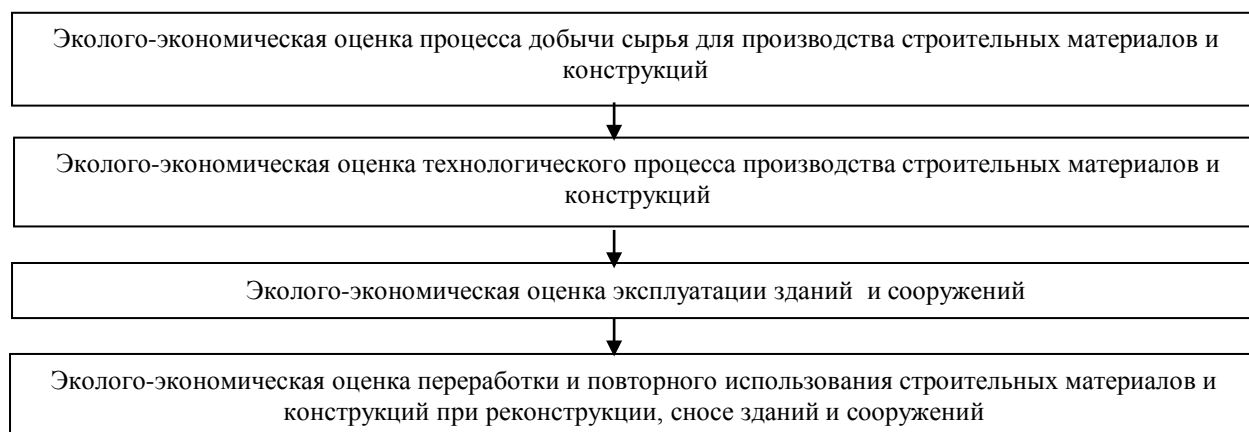 Эколого-экономическая оценка процесса добычи сырья для производства строительных материалов и
конструкций
Эколого-экономическая оценка технологического процесса производства строительных материалов и
конструкций
Эколого-экономическая оценка эксплуатации зданий и сооружений
Эколого-экономическая оценка переработки и повторного использования строительных материалов и
конструкций при реконструкции, сносе зданий и сооружений